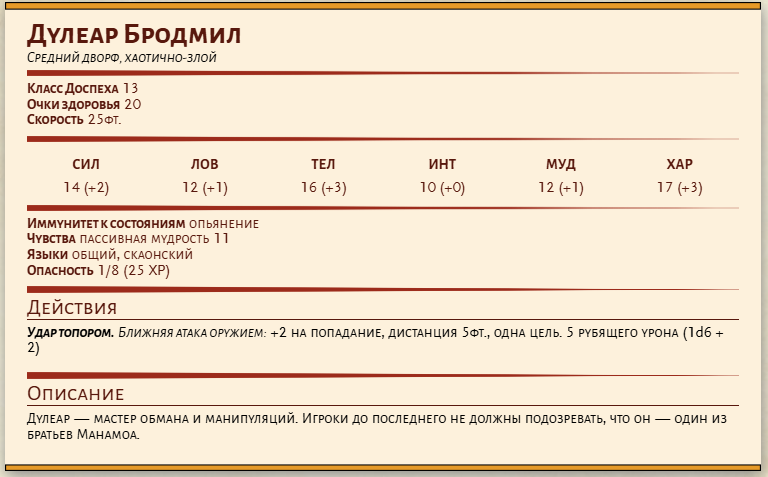 Дулеар Бродмил
Средний дворф, хаотично-злой
Класс Доспеха 13
Очки здоровья 20
Скорость 25фт.
СИЛ ЛОВ ТЕЛ ИНТ МУД ХАР
14 (+2) 12 (+1) 16 (+3) 10 (+0) 12 (+1) 17 (+3)
Иммунитет к состояниям опьянение
Чувства пассивная мудрость 11
Языки общий, скаонский
Опасность 1/8 (25 XP)
Действия
Удар топором. Ближняя атака оружием: +2 на попадание, дистанция 5фт., одна цель. 5 рубящего урона (1d6 +
2)
Описание
Дулеар — мастер обмана и манипуляций. Игроки до последнего не должны подозревать, что он — один из
братьев Манамоа.